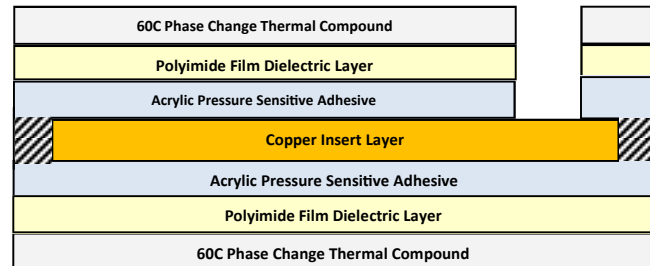 60C Phase Change Thermal Compound
Polyimide Film Dielectric Layer
Acrylic Pressure Sensitive Adhesive
Copper Insert Layer
Acrylic Pressure Sensitive Adhesive
Polyimide Film Dielectric Layer
60C Phase Change Thermal Compound